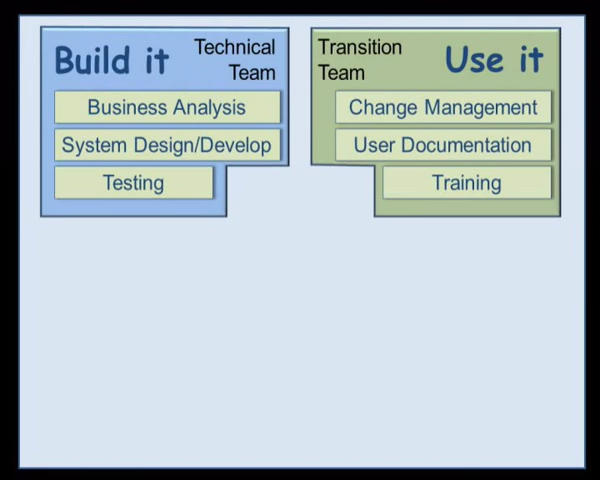 Build it
Technical
Team
Business Analysis
System Design/Develop
Testing
Transition
Team
Use it
Change Management
User Documentation
Training